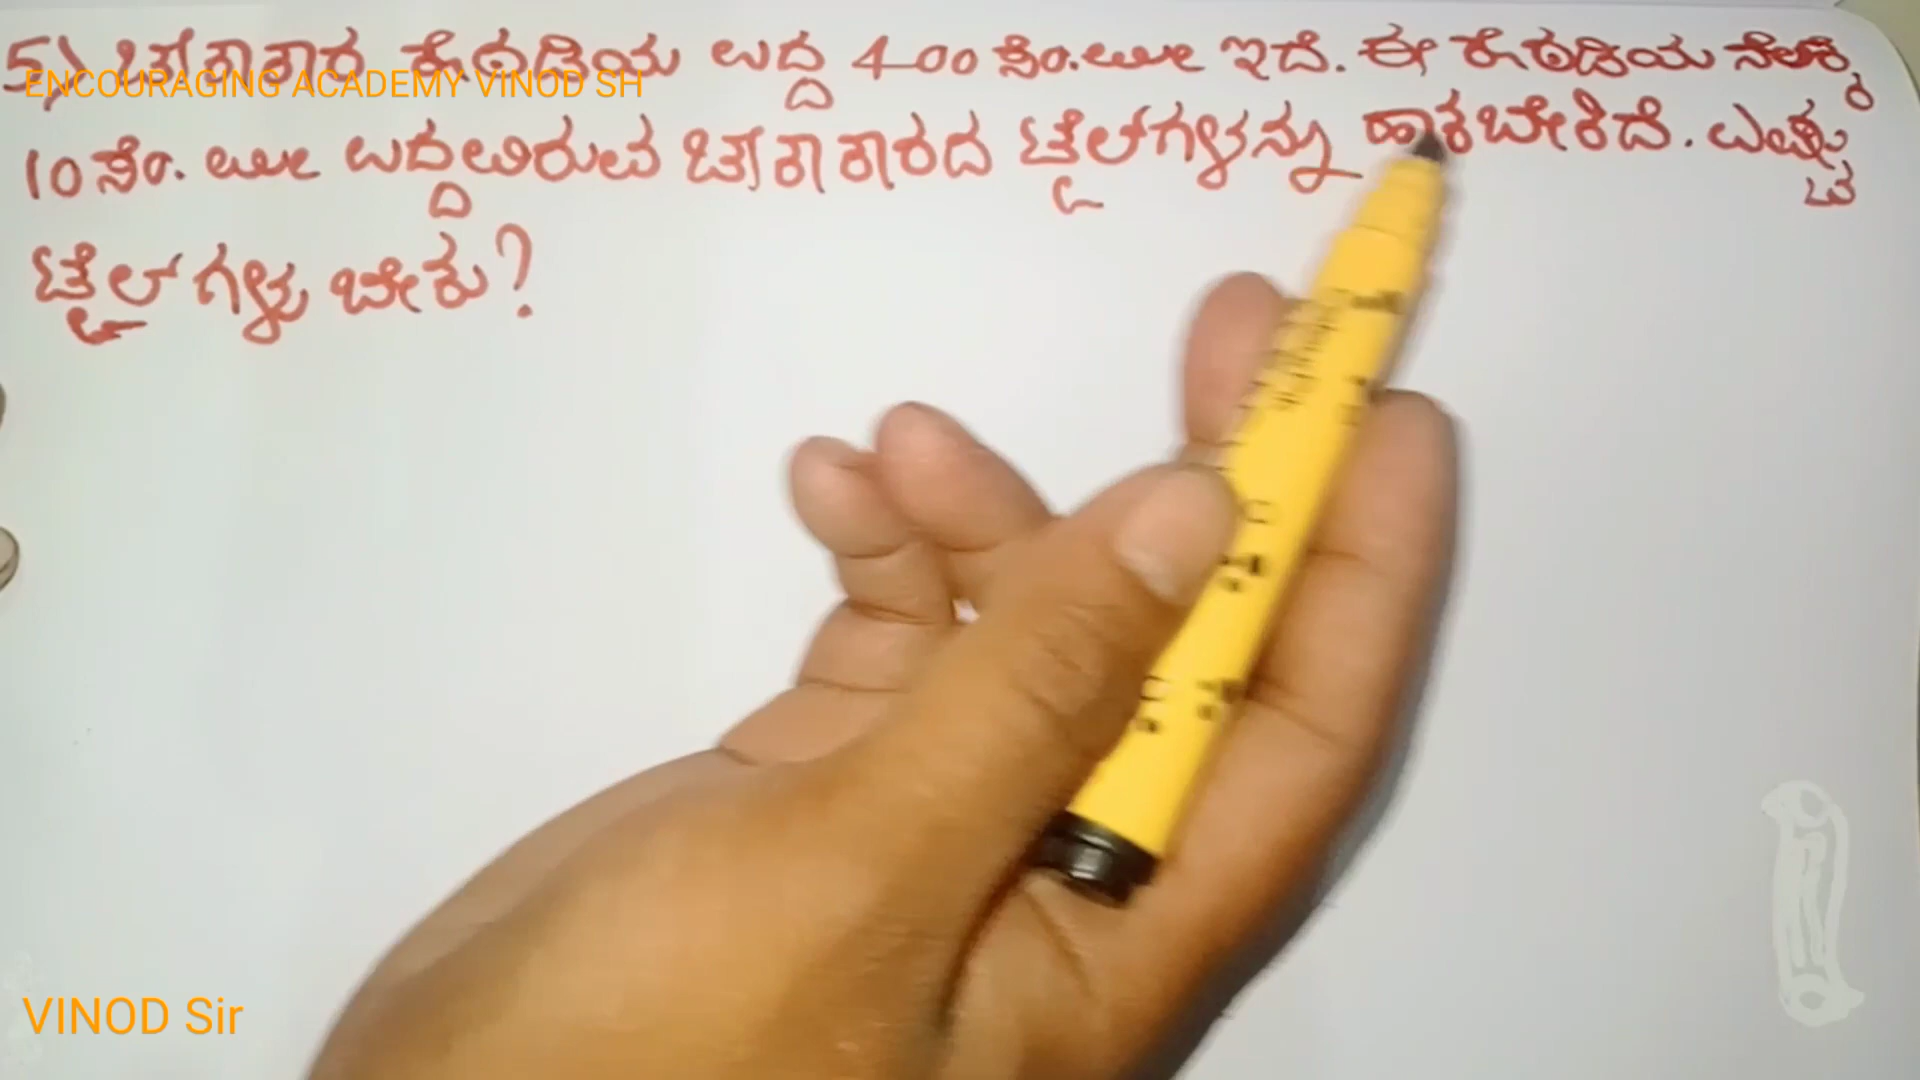 5) ಚೌಕಾಕಾರ ಕೊಠಡಿಯ ಉದ್ದ 400 ಸೆಂ.ಮೀ ಇದೆ. ಈ ಕೊಠಡಿಯ ನೆಲಕ್ಕೆ
ENCOURAGING ACADEMY VINOD SH
10 ಸೆಂ. ಮೀ ಉದ್ದವಿರುವ ಚೌಕಾಕಾರದ ಟೈಲ್‌ಗಳನ್ನು ಹಾಕಬೇಕಿದೆ. ಎಷ್ಟು
ಟೈಲ್ ಗಳು ಬೇಕು?
VINOD Sir